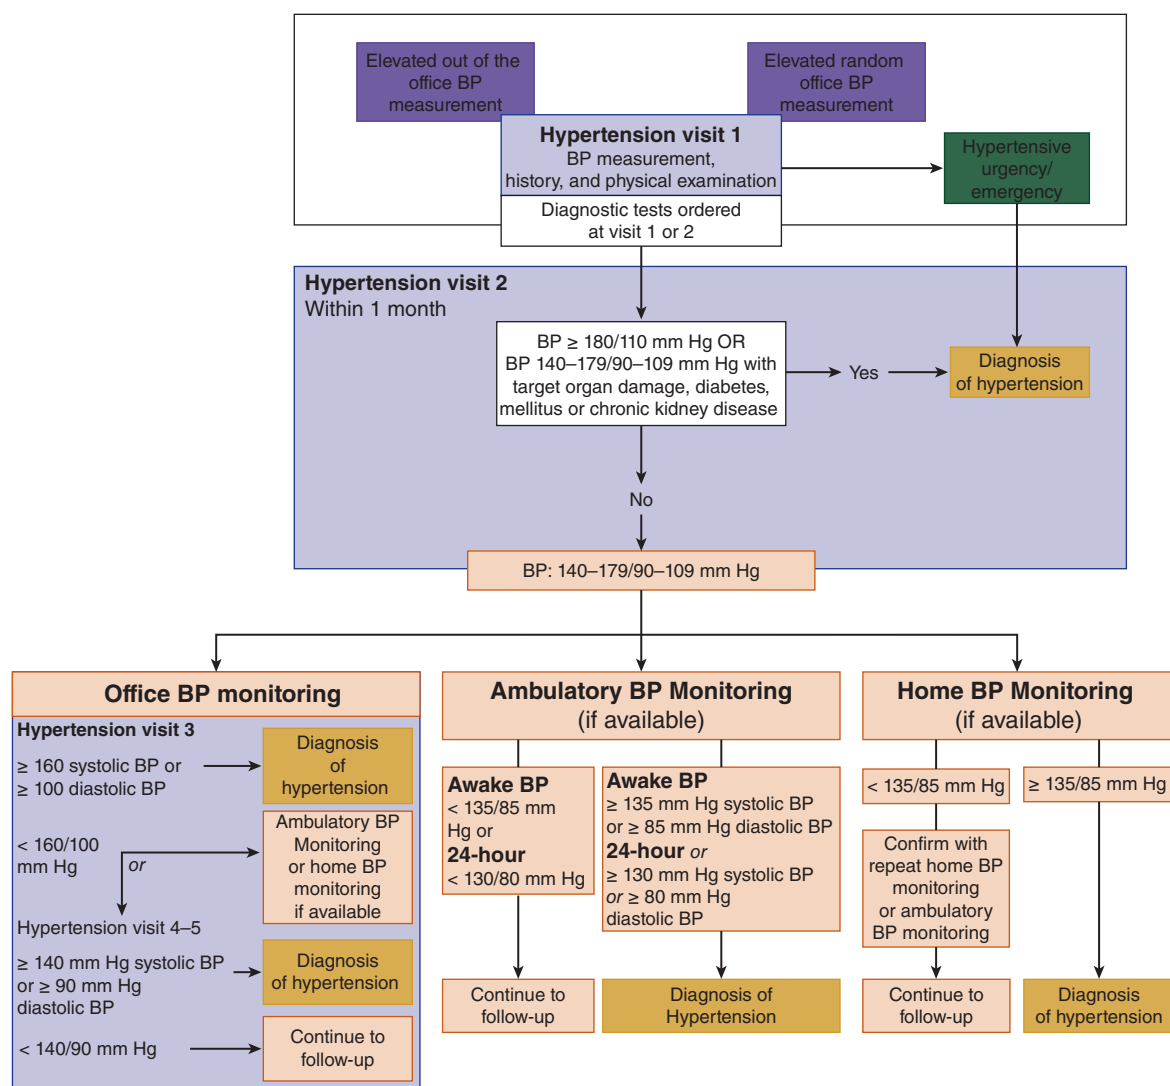 Elevated out of the
office BP
measurement
Elevated random
office BP
measurement
Hypertension visit 1
BP measurement,
history, and physical examination
Diagnostic tests ordered
at visit 1 or 2
Hypertensive
urgency/
emergency
Hypertension visit 2
Within 1 month
BP ≥ 180/110 mm Hg OR
BP 140–179/90–109 mm Hg with
target organ damage, diabetes,
mellitus or chronic kidney disease
Yes
Diagnosis
of hypertension
No
BP: 140–179/90–109 mm Hg
Office BP monitoring
Hypertension visit 3
≥ 160 systolic BP or
≥ 100 diastolic BP
Diagnosis
of
hypertension
< 160/100
mm Hg
or
Ambulatory BP
Monitoring
or home BP
monitoring
if available
Hypertension visit 4–5
≥ 140 mm Hg systolic BP
or ≥ 90 mm Hg
diastolic BP
Diagnosis
of hypertension
< 140/90 mm Hg
Continue to
follow-up
Ambulatory BP Monitoring
(if available)
Awake BP
< 135/85 mm
Hg or
24-hour
< 130/80 mm Hg
Continue to
follow-up
Awake BP
≥ 135 mm Hg systolic BP
or ≥ 85 mm Hg diastolic BP
24-hour or
≥ 130 mm Hg systolic BP
or ≥ 80 mm Hg
diastolic BP
Diagnosis of
Hypertension
Home BP Monitoring
(if available)
< 135/85 mm Hg
Confirm with
repeat home BP
monitoring
or ambulatory
BP monitoring
Continue to
follow-up
≥ 135/85 mm Hg
Diagnosis
of hypertension